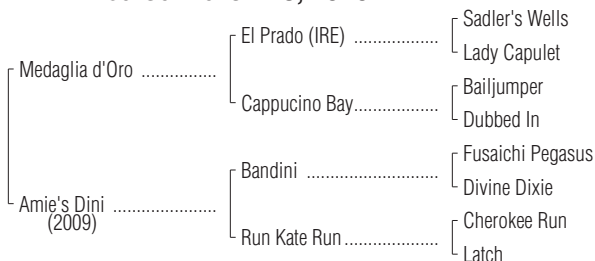 Sadler's Wells
El Prado (IRE) ..................
Lady Capulet
Medaglia d'Oro ................
Bailjumper
Cappucino Bay..................
Dubbed In
Fusaichi Pegasus
Bandini ............................
Divine Dixie
Amie's Dini ......................
(2009)
Cherokee Run
Run Kate Run....................
Latch